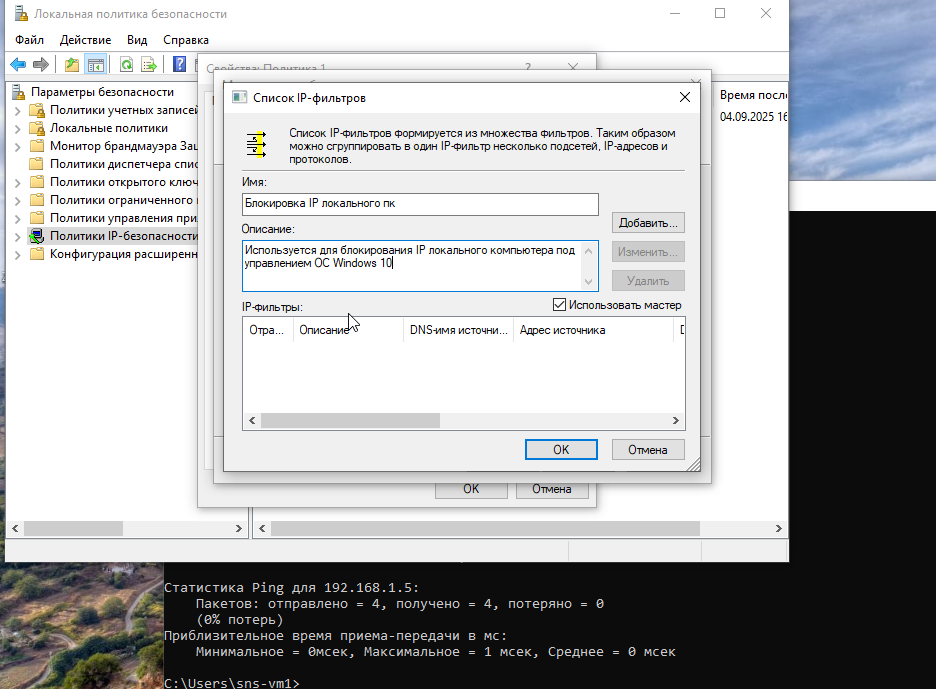 Локальная политика безопасности
Файл Действие Вид Справка
Параметры безопасности
Политики учетных записей
Локальные политики
Монитор брандмауэра Защ
Политики диспетчера спис
Политики открытого ключ
Политики ограниченного
Политики управления при
Политики IP-безопасности
Конфигурация расширенн
Свойства: Политика 1
?
Время посл
04.09.2025 16
Список IP-фильтров
Список IP-фильтров формируется из множества фильтров. Таким образом
можно сгруппировать в один IP-фильтр несколько подсетей, IP-адресов и
протоколов.
Имя:
Блокировка IP локального пк
Добавить...
Описание:
Используется для блокирования IP локального компьютера под
управлением ОС Windows 10
Изменить...
Удалить
IP-фильтры:
Использовать мастер
Отра... Описание DNS-имя источни... Адрес источника
OK Отмена
OK Отмена
Статистика Ping для 192.168.1.5:
Пакетов: отправлено = 4, получено = 4, потеряно = 0
(0% потерь)
Приблизительное время приема-передачи в мс:
Минимальное = 0мсек, Максимальное = 1 мсек, Среднее = 0 мсек
C:\Users\sns-vm1>